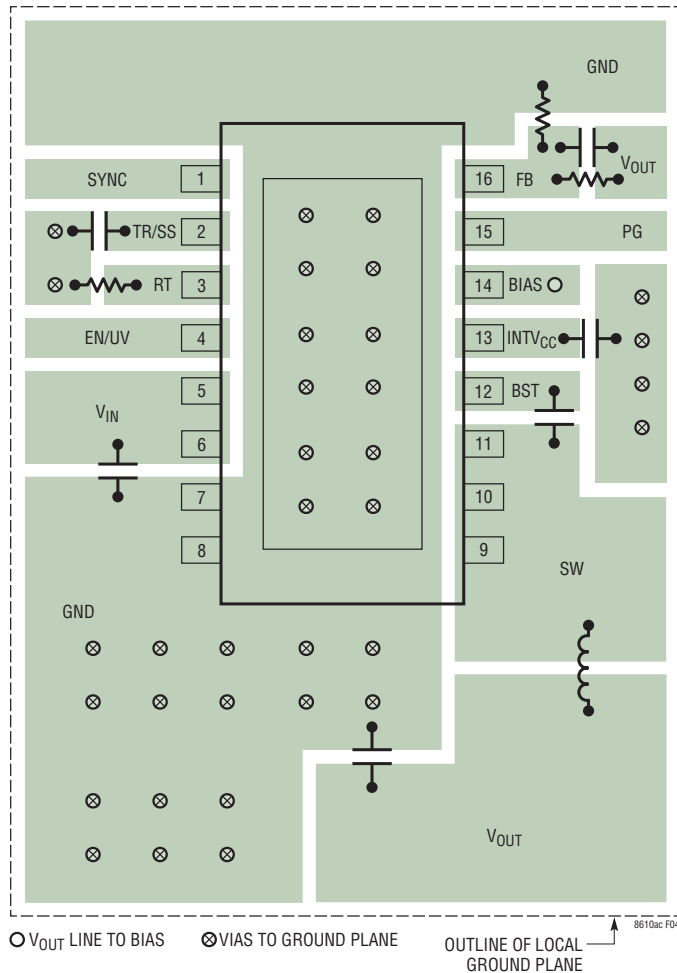 GND
SYNC 1 16 FB VOUT
TR/SS 2 15 PG
RT 3 14 BIAS
EN/UV 4 13 INTVCC
5 12 BST
VIN
6 11
7 10
8 9
SW
GND
VOUT
8610ac F04
VOUT LINE TO BIAS VIAS TO GROUND PLANE OUTLINE OF LOCAL
GROUND PLANE